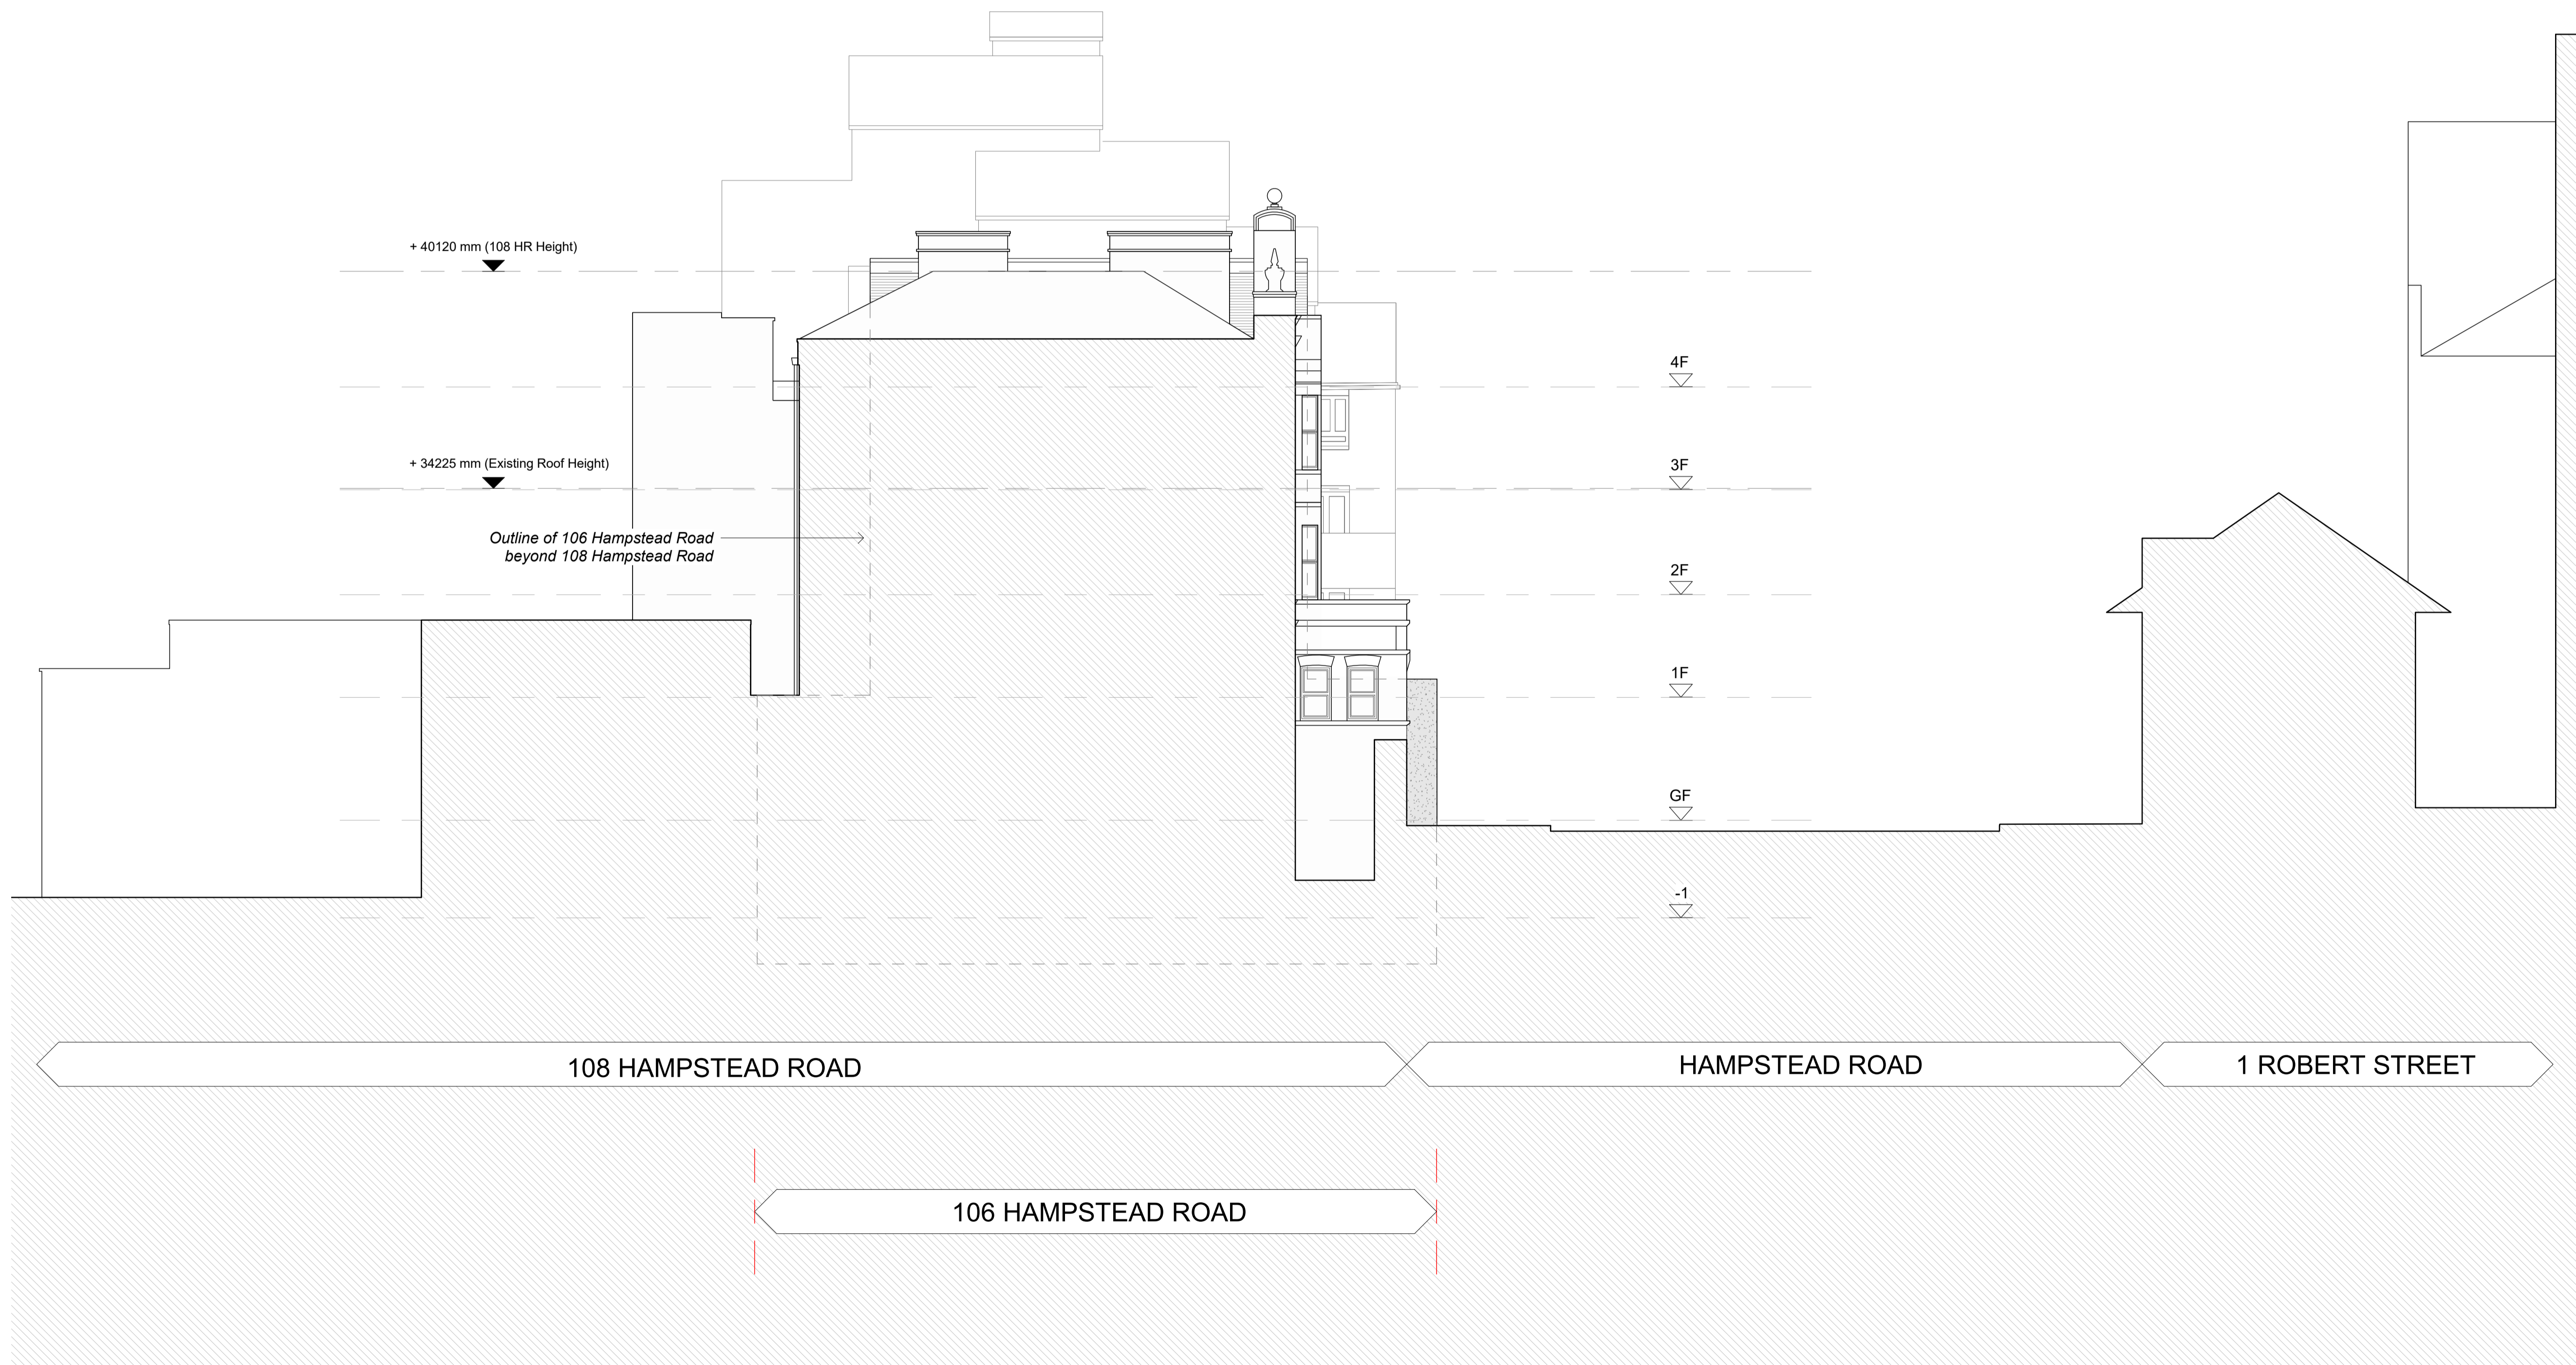 + 40120 mm (108 HR Height)
4F
+ 34225 mm (Existing Roof Height)
3F
Outline of 106 Hampstead Road
beyond 108 Hampstead Road
2F
1F
GF
-1
108 HAMPSTEAD ROAD
HAMPSTEAD ROAD
1 ROBERT STREET
106 HAMPSTEAD ROAD